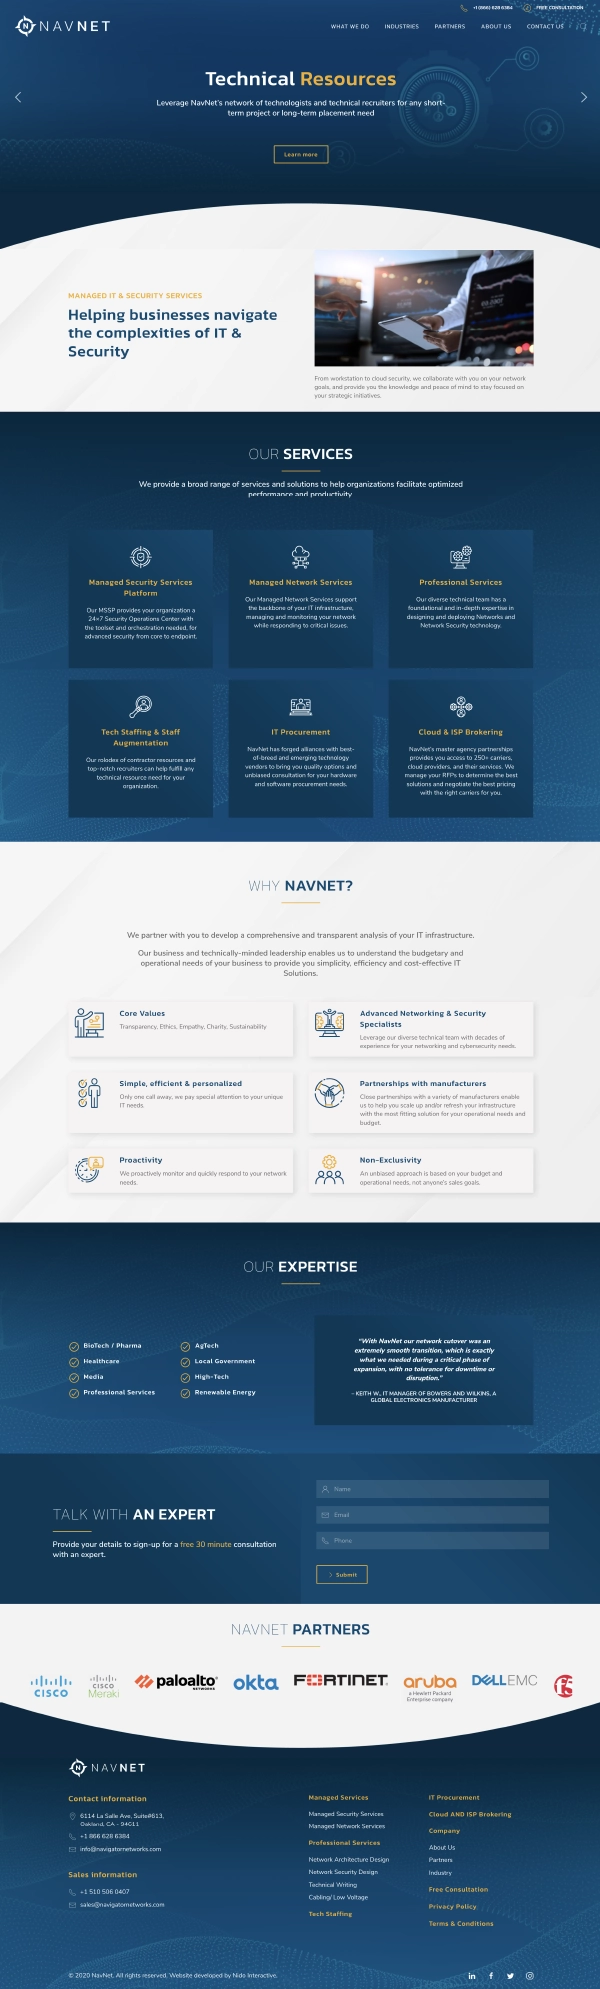 +1 (866) 628 6384 FREE CONSULTATION
NAVNET
WHAT WE DO INDUSTRIES PARTNERS ABOUT US CONTACT US
Technical Resources
Leverage NavNet's network of technologists and technical recruiters for any short-
term project or long-term placement need
Learn more
MANAGED IT & SECURITY SERVICES
Helping businesses navigate
the complexities of IT &
Security
From workstation to cloud security, we collaborate with you on your network
goals, and provide you the knowledge and peace of mind to stay focused on
your strategic initiatives.
OUR SERVICES
We provide a broad range of services and solutions to help organizations facilitate optimized
performance and productivity
Managed Security Services
Platform
Our MSSP provides your organization a
24x7 Security Operations Center with
the toolset and orchestration needed, for
advanced security from core to endpoint.
Managed Network Services
Our Managed Network Services support
the backbone of your IT infrastructure,
managing and monitoring your network
while responding to critical issues.
Professional Services
Our diverse technical team has a
foundational and in-depth expertise in
designing and deploying Networks and
Network Security technology.
Tech Staffing & Staff
Augmentation
Our rolodex of contractor resources and
top-notch recruiters can help fulfill any
technical resource need for your
organization.
IT Procurement
NavNet has forged alliances with best-
of-breed and emerging technology
vendors to bring you quality options and
unbiased consultation for your hardware
and software procurement needs.
Cloud & ISP Brokering
NavNet's master agency partnerships
provides you access to 250+ carriers,
cloud providers, and their services. We
manage your RFPs to determine the best
solutions and negotiate the best pricing
with the right carriers for you.
WHY NAVNET?
We partner with you to develop a comprehensive and transparent analysis of your IT infrastructure.
Our business and technically-minded leadership enables us to understand the budgetary and
operational needs of your business to provide you simplicity, efficiency and cost-effective IT
Solutions.
Core Values
Transparency, Ethics, Empathy, Charity, Sustainability
Advanced Networking & Security
Specialists
Leverage our diverse technical team with decades of
experience for your networking and cybersecurity needs.
Simple, efficient & personalized
Only one call away, we pay special attention to your unique
IT needs.
Partnerships with manufacturers
Close partnerships with a variety of manufacturers enable
us to help you scale up and/or refresh your infrastructure
with the most fitting solution for your operational needs and
budget.
Proactivity
We proactively monitor and quickly respond to your network
needs.
Non-Exclusivity
An unbiased approach is based on your budget and
operational needs, not anyone's sales goals.
OUR EXPERTISE
BioTech / Pharma
Healthcare
Media
Professional Services
AgTech
Local Government
High-Tech
Renewable Energy
"With NavNet our network cutover was an
extremely smooth transition, which is exactly
what we needed during a critical phase of
expansion, with no tolerance for downtime or
disruption."
– KEITH W., IT MANAGER OF BOWERS AND WILKINS, A
GLOBAL ELECTRONICS MANUFACTURER
TALK WITH AN EXPERT
Provide your details to sign-up for a free 30 minute consultation
with an expert.
Name
Email
Phone
Submit
NAVNET PARTNERS
CISCO
CISCO
Meraki
paloalto
NETWORKS
okta
FORTINET
aruba
a Hewlett Packard
Enterprise company
DELLEMC
f5
NAVNET
Contact Information
6114 La Salle Ave, Suite#613,
Oakland, CA - 94611
+1 866 628 6384
info@navigatornetworks.com
Sales Information
+1 510 506 0407
sales@navigatornetworks.com
Managed Services
Managed Security Services
Managed Network Services
Professional Services
Network Architecture Design
Network Security Design
Technical Writing
Cabling/ Low Voltage
Tech Staffing
IT Procurement
Cloud AND ISP Brokering
Company
About Us
Partners
Industry
Free Consultation
Privacy Policy
Terms & Conditions
© 2020 NavNet. All rights reserved. Website developed by Nido Interactive.